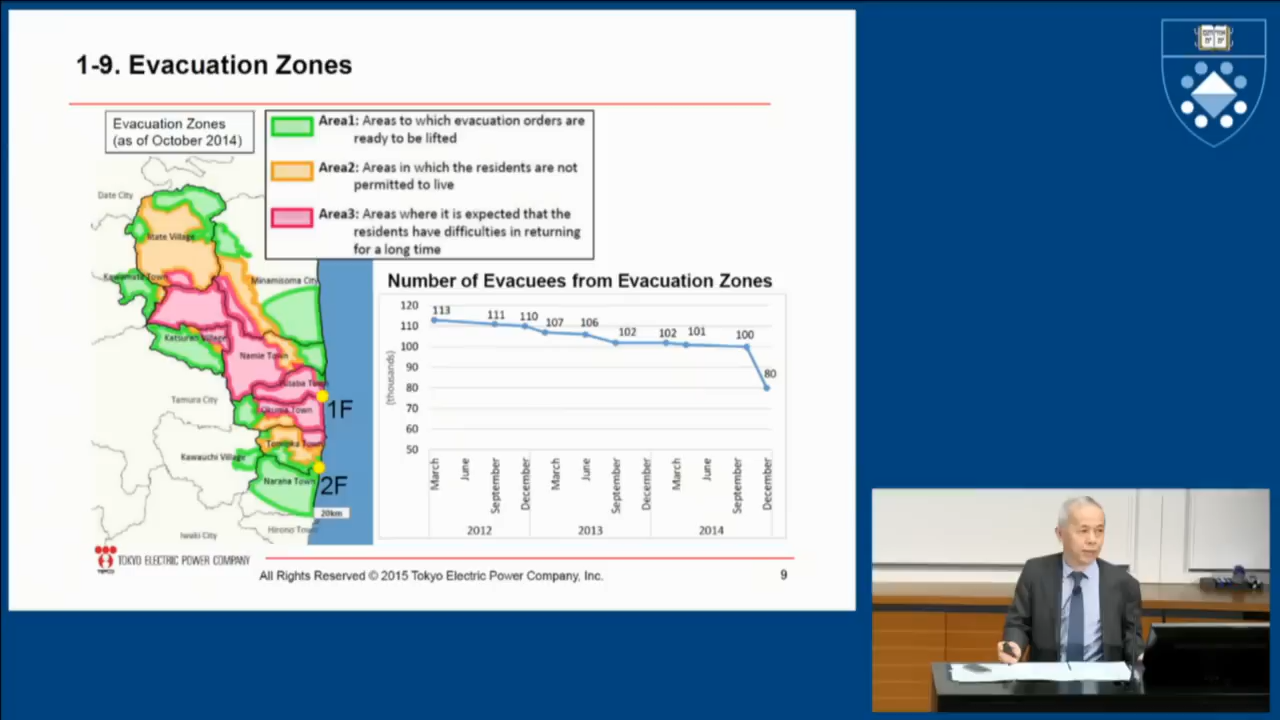 1-9. Evacuation Zones
Evacuation Zones
(as of October 2014)
Area1: Areas to which evacuation orders are
ready to be lifted
Area2: Areas in which the residents are not
permitted to live
Area3: Areas where it is expected that the
residents have difficulties in returning
for a long time
Date City
Iitate Village
Kawamata Town
Minamisoma City
Katsurao Village
Namie Town
Futaba Town
Tamura City
Okuma Town
1F
Tomioka Town
Kawauchi Village
Naraha Town
2F
20km
Hirono Town
Iwaki City
Number of Evacuees from Evacuation Zones
(thousands)
120
110
100
90
80
70
60
50
113
111
110
107
106
102
102
101
100
80
March
June
September
December
March
June
September
December
March
June
September
December
2012
2013
2014
TEPCO
TOKYO ELECTRIC POWER COMPANY
All Rights Reserved © 2015 Tokyo Electric Power Company, Inc.
9